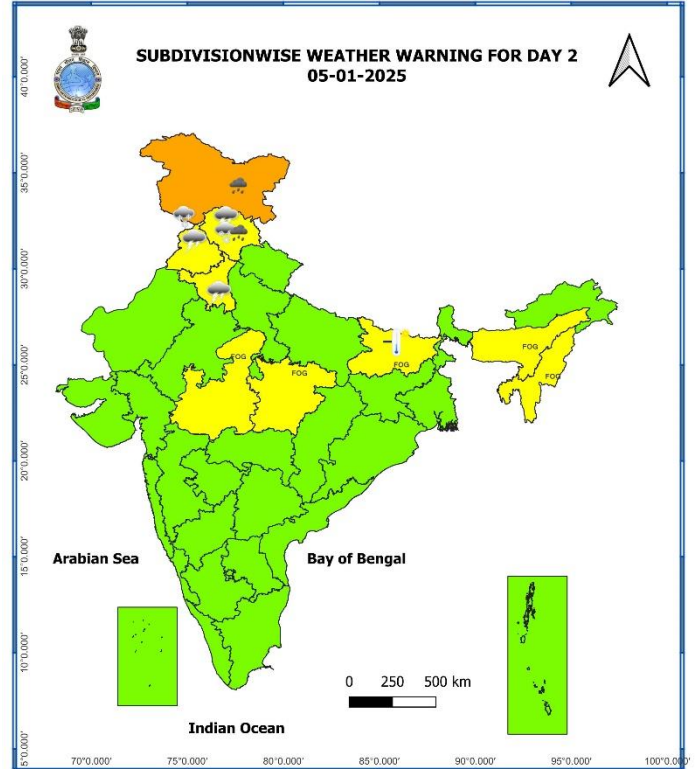 SUBDIVISIONWISE WEATHER WARNING FOR DAY 2
05-01-2025
40°0.000'
35°0.000'
30°0.000'
25°0.000'
20°0.000'
15°0.000'
10°0.000'
5°0.000'
FOG
FOG
FOG
FOG
FOG
Arabian Sea
Bay of Bengal
0 250 500 km
Indian Ocean
70°0.000' 75°0.000' 80°0.000' 85°0.000' 90°0.000' 95°0.000' 100°0.000'